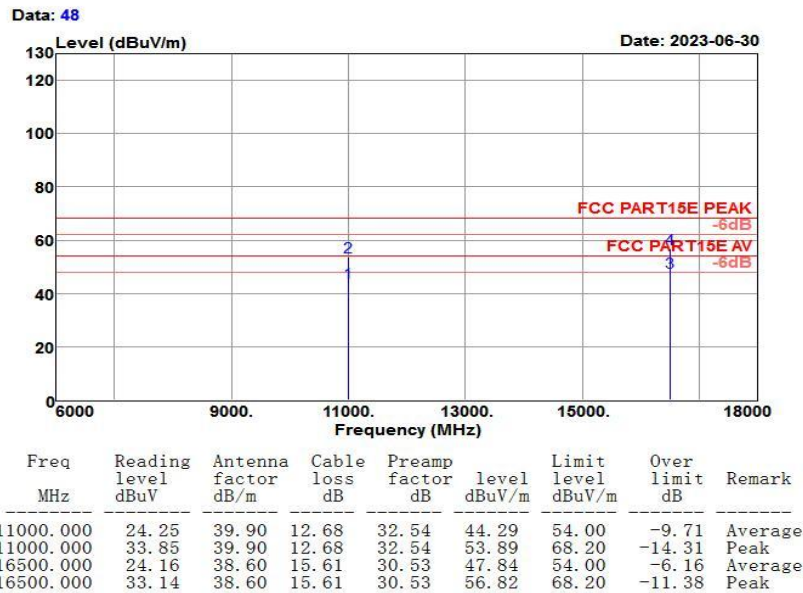 Data: 48
Level (dBuV/m) Date: 2023-06-30
130
120
100
80
FCC PART15E PEAK
-6dB
60
2 4
FCC PART15E AV
-6dB
1 3
40
20
0
6000 9000. 11000. 13000. 15000. 18000
Frequency (MHz)
Freq Reading Antenna Cable Preamp Limit Over
level factor loss factor level level limit Remark
MHz dBuV dB/m dB dB dBuV/m dBuV/m dB
11000.000 24.25 39.90 12.68 32.54 44.29 54.00 -9.71 Average
11000.000 33.85 39.90 12.68 32.54 53.89 68.20 -14.31 Peak
16500.000 24.16 38.60 15.61 30.53 47.84 54.00 -6.16 Average
16500.000 33.14 38.60 15.61 30.53 56.82 68.20 -11.38 Peak